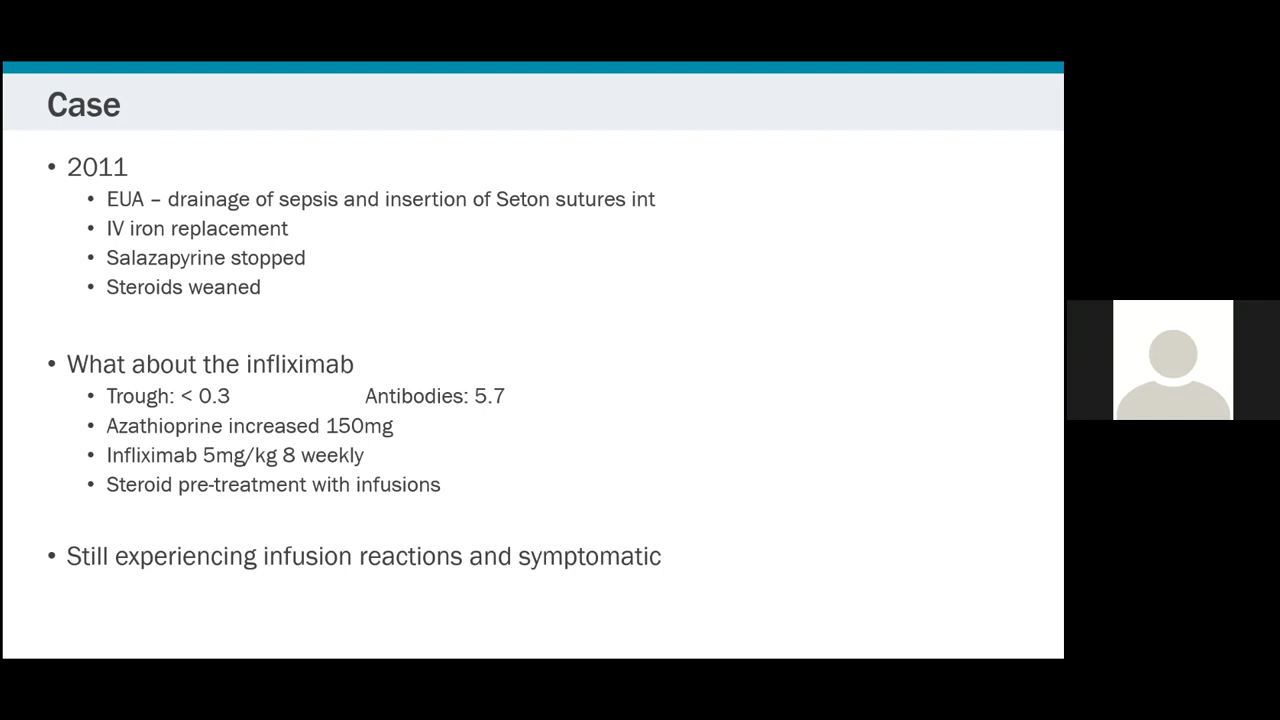 Case
• 2011
• EUA – drainage of sepsis and insertion of Seton sutures int
• IV iron replacement
• Salazapyrine stopped
• Steroids weaned
• What about the infliximab
• Trough: < 0.3 Antibodies: 5.7
• Azathioprine increased 150mg
• Infliximab 5mg/kg 8 weekly
• Steroid pre-treatment with infusions
• Still experiencing infusion reactions and symptomatic